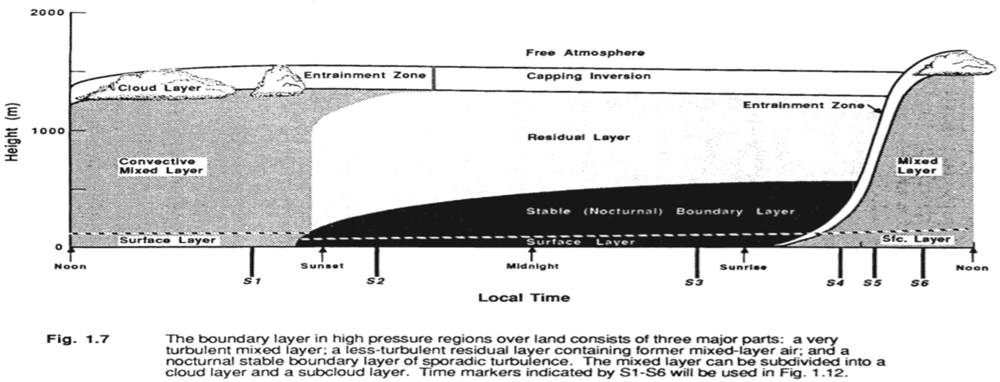 2000
Free Atmosphere
Entrainment Zone
Capping Inversion
Cloud Layer
Entrainment Zone
Height (m)
1000
Residual Layer
Convective
Mixed Layer
Mixed
Layer
Stable (Nocturnal) Boundary Layer
Surface Layer
Surface Layer
Sfc. Layer
0
Noon
Sunset
Midnight
Sunrise
Noon
S1
S2
S3
S4
S5
S6
Local Time
Fig. 1.7
The boundary layer in high pressure regions over land consists of three major parts: a very
turbulent mixed layer; a less-turbulent residual layer containing former mixed-layer air; and a
nocturnal stable boundary layer of sporadic turbulence. The mixed layer can be subdivided into a
cloud layer and a subcloud layer. Time markers indicated by S1-S6 will be used in Fig. 1.12.